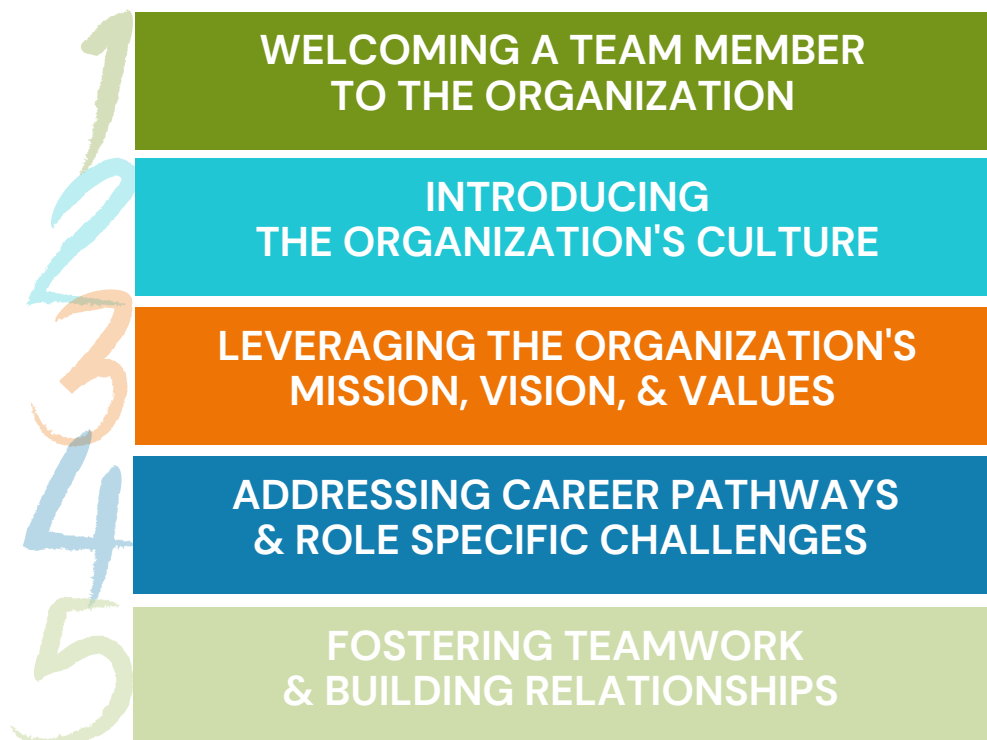 1
WELCOMING A TEAM MEMBER
TO THE ORGANIZATION
2
INTRODUCING
THE ORGANIZATION'S CULTURE
3
LEVERAGING THE ORGANIZATION'S
MISSION, VISION, & VALUES
4
ADDRESSING CAREER PATHWAYS
& ROLE SPECIFIC CHALLENGES
5
FOSTERING TEAMWORK
& BUILDING RELATIONSHIPS